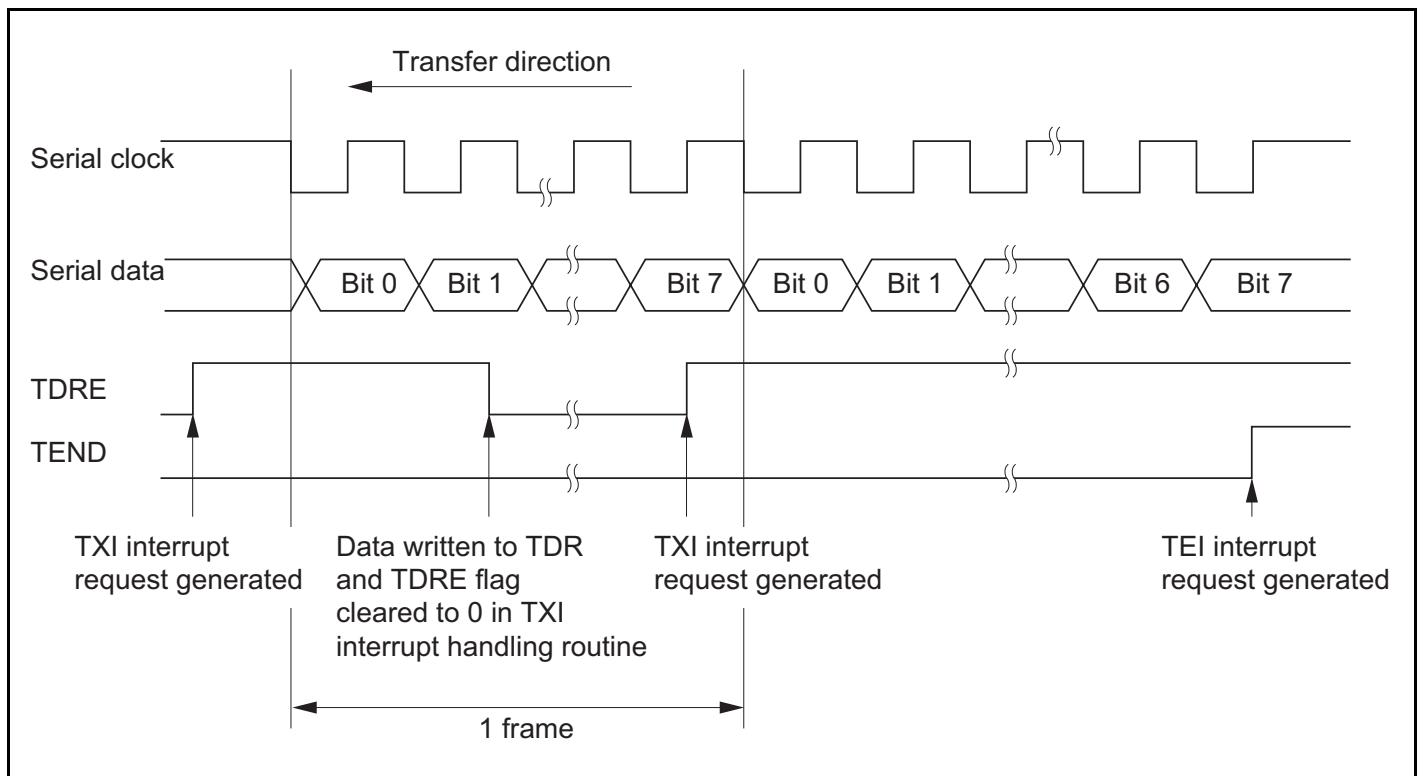 Transfer direction
Serial clock
Serial data
Bit 0
Bit 1
Bit 7
Bit 0
Bit 1
Bit 6
Bit 7
TDRE
TEND
TXI interrupt
request generated
Data written to TDR
and TDRE flag
cleared to 0 in TXI
interrupt handling routine
TXI interrupt
request generated
TEI interrupt
request generated
1 frame